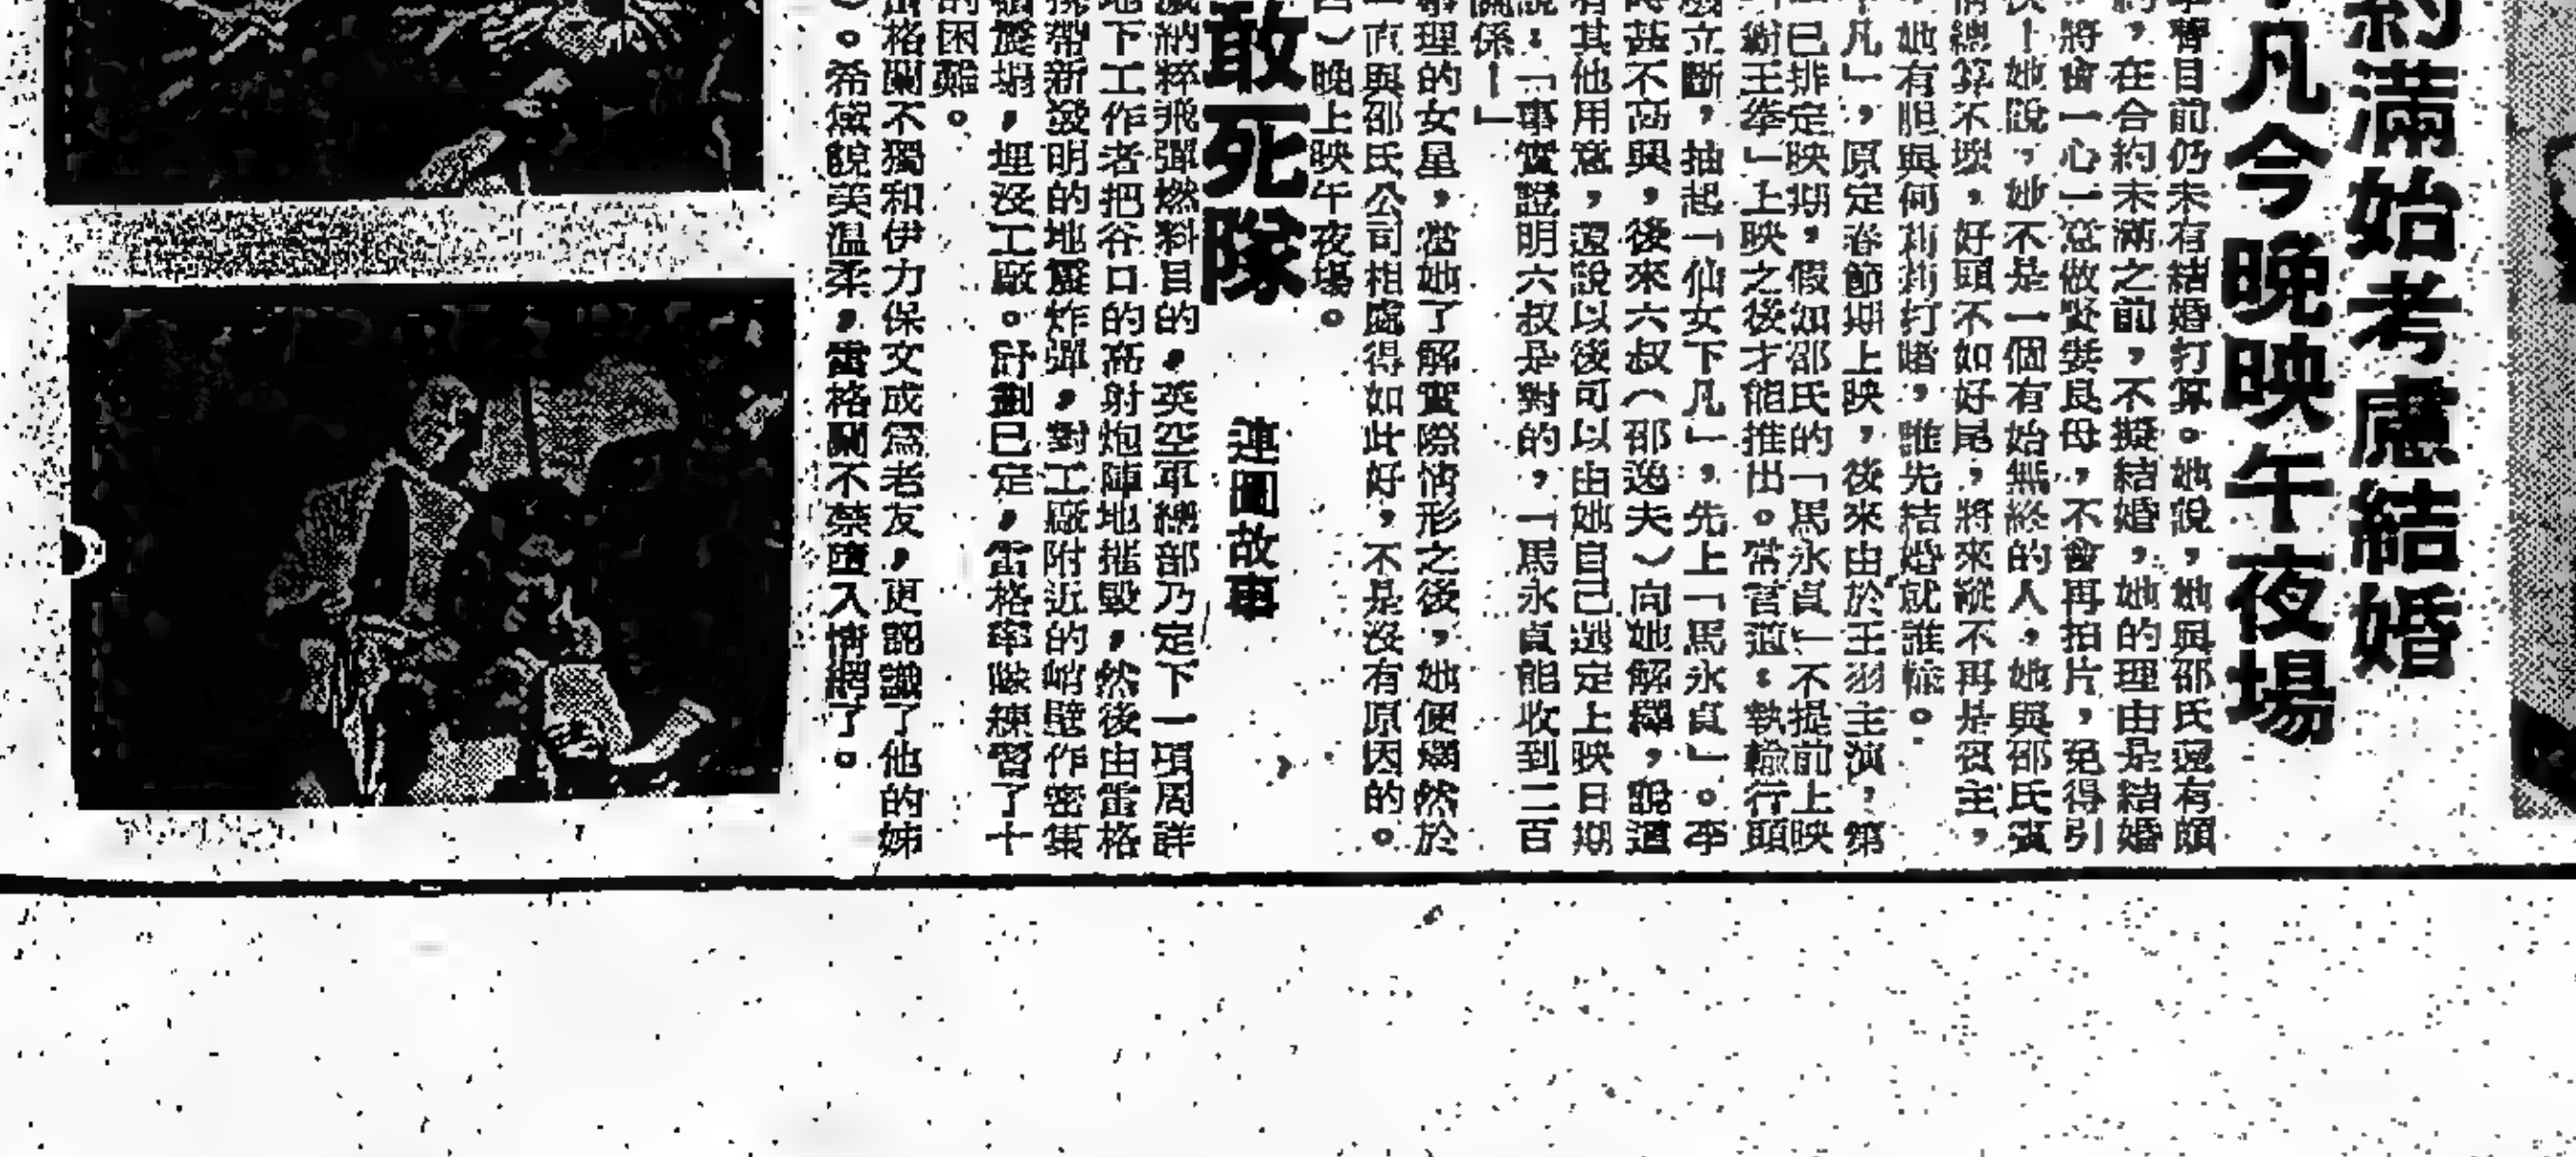 約滿始考慮結婚
下凡今晚映午夜場
目前仍未有結婚打算。她說,她與邵氏還有頗
約,在合約未滿之前,不擬結婚,她的理由是結婚
,將會一心一意做賢妻良母,不會再拍片,免得引
她說,她不是一個有始無終的人,她與邵氏賓
總算不壞,好頭不如好尾,將來縱不再是賓主,
,她有胆與何莉莉打賭,誰先結婚就誰輸。
下凡」,原定春節期上映,後來由於王羽主演,第
一已排定映期,假如邵氏的「馬永貞」不提前上映
王拳」上映之後才能推出。常言道:執輸行頭
立斷,抽起「仙女下凡」,先上「馬永貞」。李
時甚不高興,後來六叔(邵逸夫)向她解釋,說道
有其他用意,還說以後可以由她自己選定上映日期
說:「事實證明六叔是對的,「馬永貞能收到二百
關係!」
事理的女星,當她了解實際情形之後,她便爛然於
一直與邵氏公司相處得如此好,不是沒有原因的。
四)晚上映午夜場。
敢死隊
連圖故事
滅納粹飛彈燃料目的,英空軍總部乃定下一項周詳
地下工作者把谷口的高射炮陣地摧毀,然後由雷格
携帶新發明的地震炸彈,對工廠附近的峭壁作密集
震塌,埋沒工廠。計劃已定,雷格率隊練習了十
的困難。
雷格闌不獨和伊力保文成爲老友,更認識了他的姊
)。希黛貌美溫柔,雷格闌不禁墮入情網了。